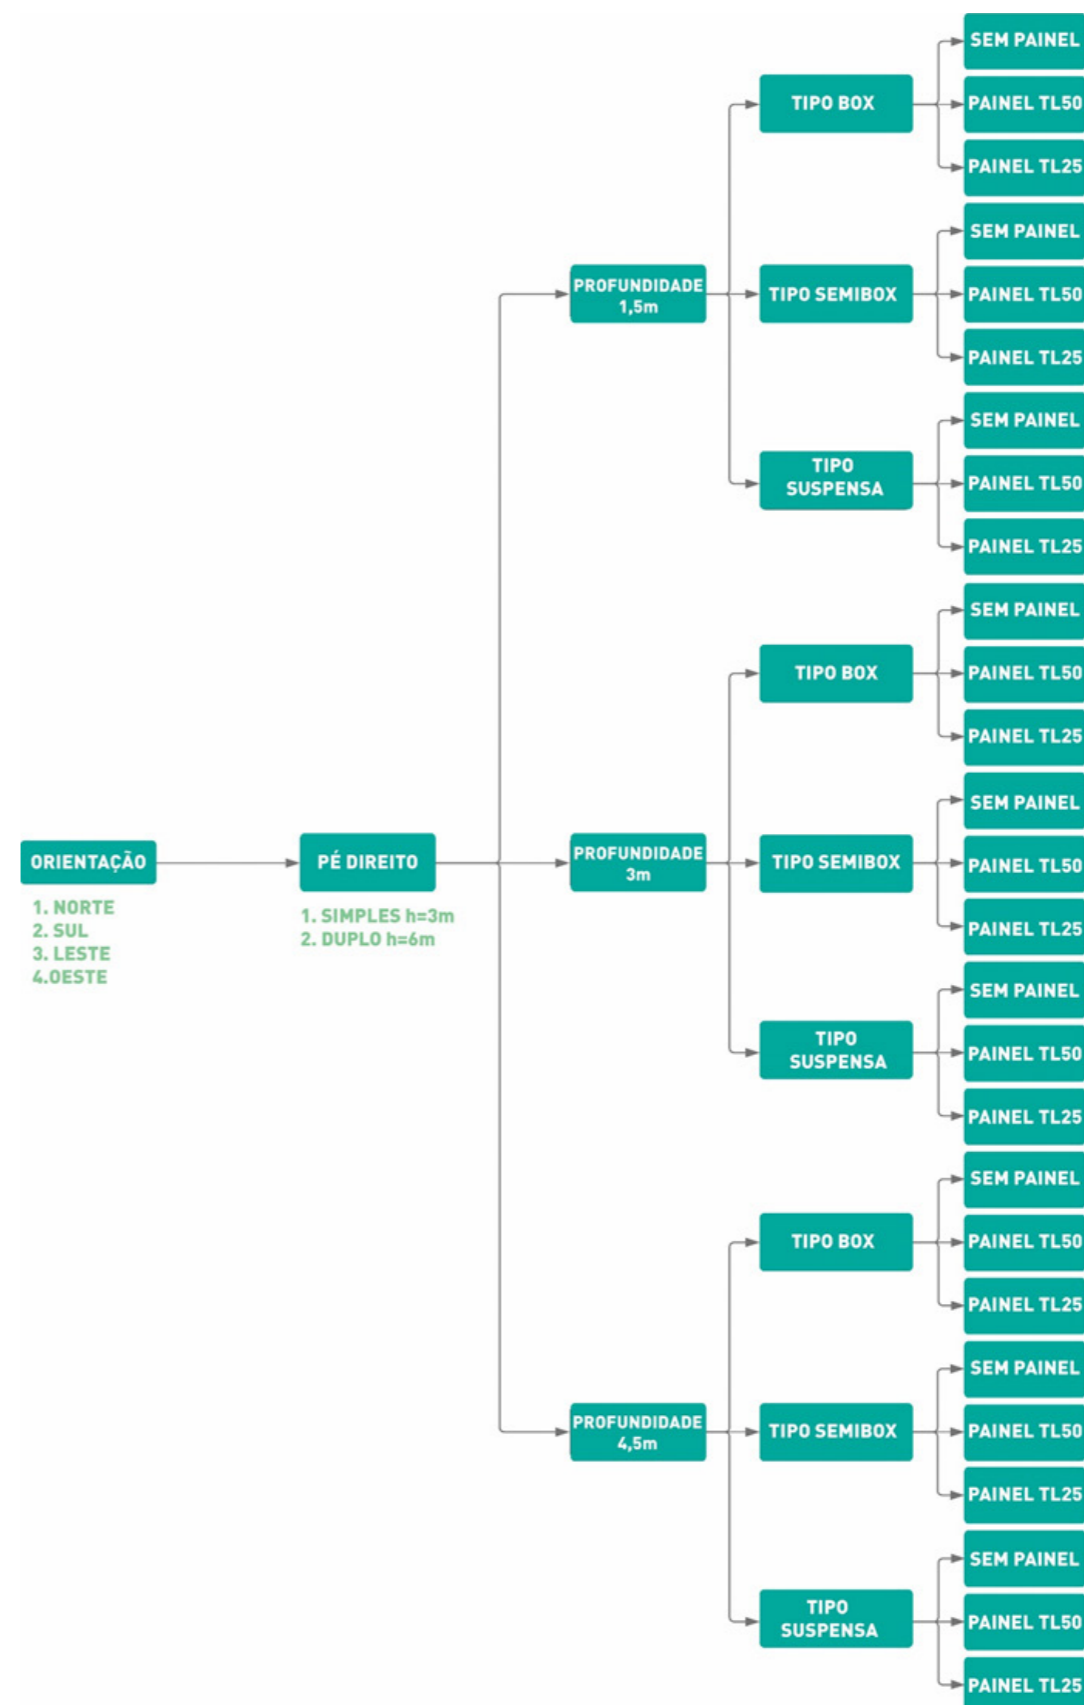 ORIENTAÇÃO
1. NORTE
2. SUL
3. LESTE
4.OESTE
PÉ DIREITO
1. SIMPLES h=3m
2. DUPLO h=6m
PROFUNDIDADE
1,5m
TIPO BOX
SEM PAINEL
PAINEL TL50
PAINEL TL25
TIPO SEMIBOX
SEM PAINEL
PAINEL TL50
PAINEL TL25
TIPO
SUSPENSA
SEM PAINEL
PAINEL TL50
PAINEL TL25
PROFUNDIDADE
3m
TIPO BOX
SEM PAINEL
PAINEL TL50
PAINEL TL25
TIPO SEMIBOX
SEM PAINEL
PAINEL TL50
PAINEL TL25
TIPO
SUSPENSA
SEM PAINEL
PAINEL TL50
PAINEL TL25
PROFUNDIDADE
4,5m
TIPO BOX
SEM PAINEL
PAINEL TL50
PAINEL TL25
TIPO SEMIBOX
SEM PAINEL
PAINEL TL50
PAINEL TL25
TIPO
SUSPENSA
SEM PAINEL
PAINEL TL50
PAINEL TL25